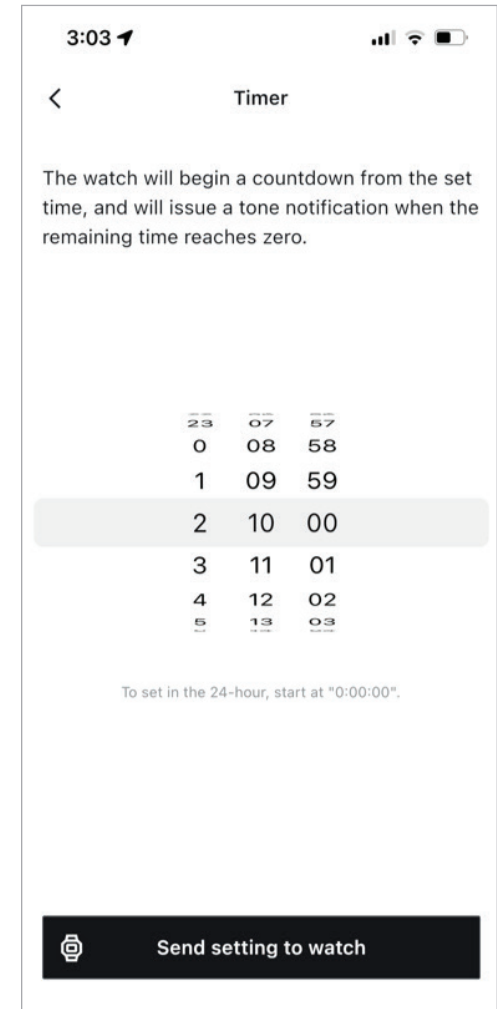 3:03
Timer
The watch will begin a countdown from the set
time, and will issue a tone notification when the
remaining time reaches zero.
23 07 57
0 08 58
1 09 59
2 10 00
3 11 01
4 12 02
5 13 03
To set in the 24-hour, start at "0:00:00".
Send setting to watch